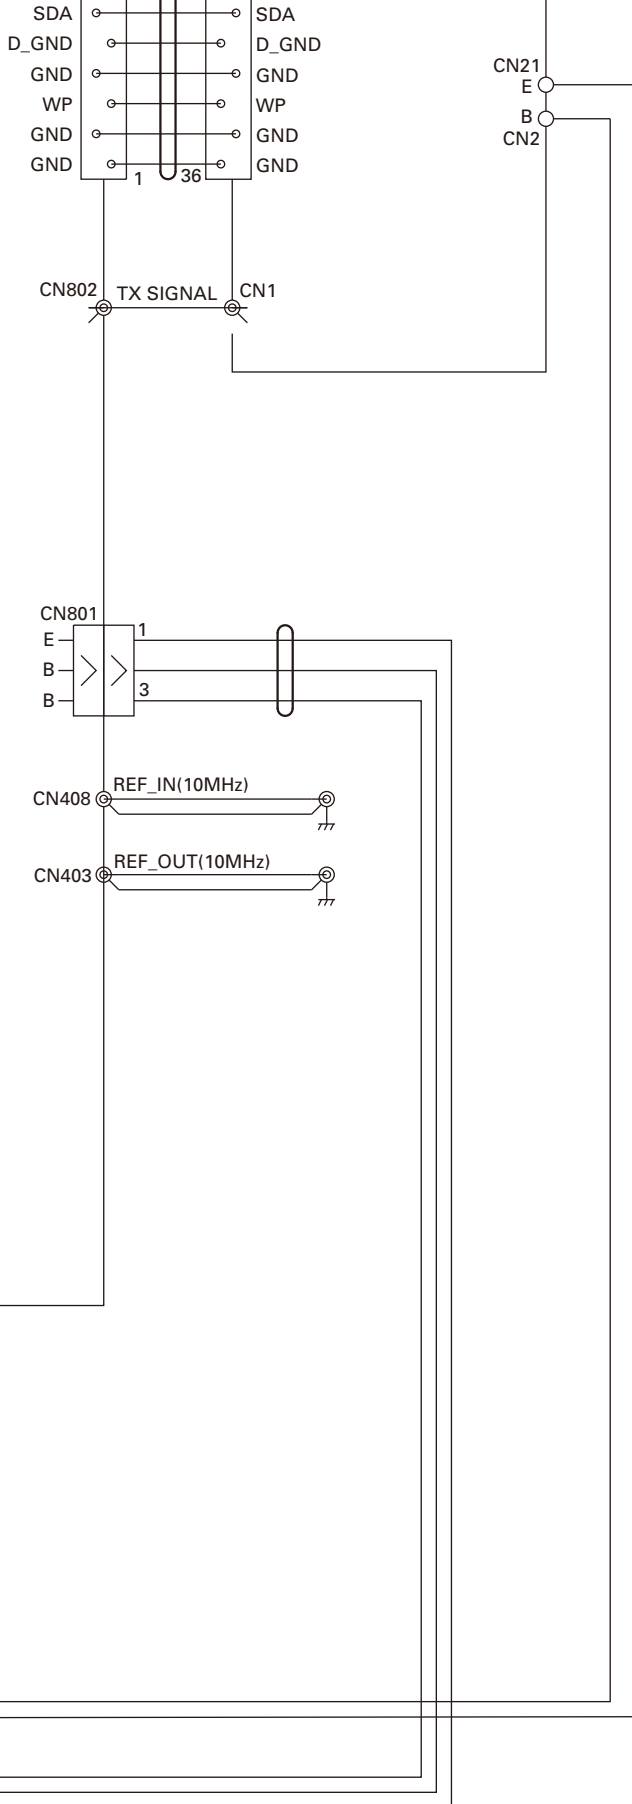 SDA SDA
D_GND D_GND
GND GND
WP WP
GND GND
GND GND
1 36
CN21
E
B
CN2
CN802 TX SIGNAL CN1
CN801
E 1
B
B 3
CN408 REF_IN(10MHz)
CN403 REF_OUT(10MHz)